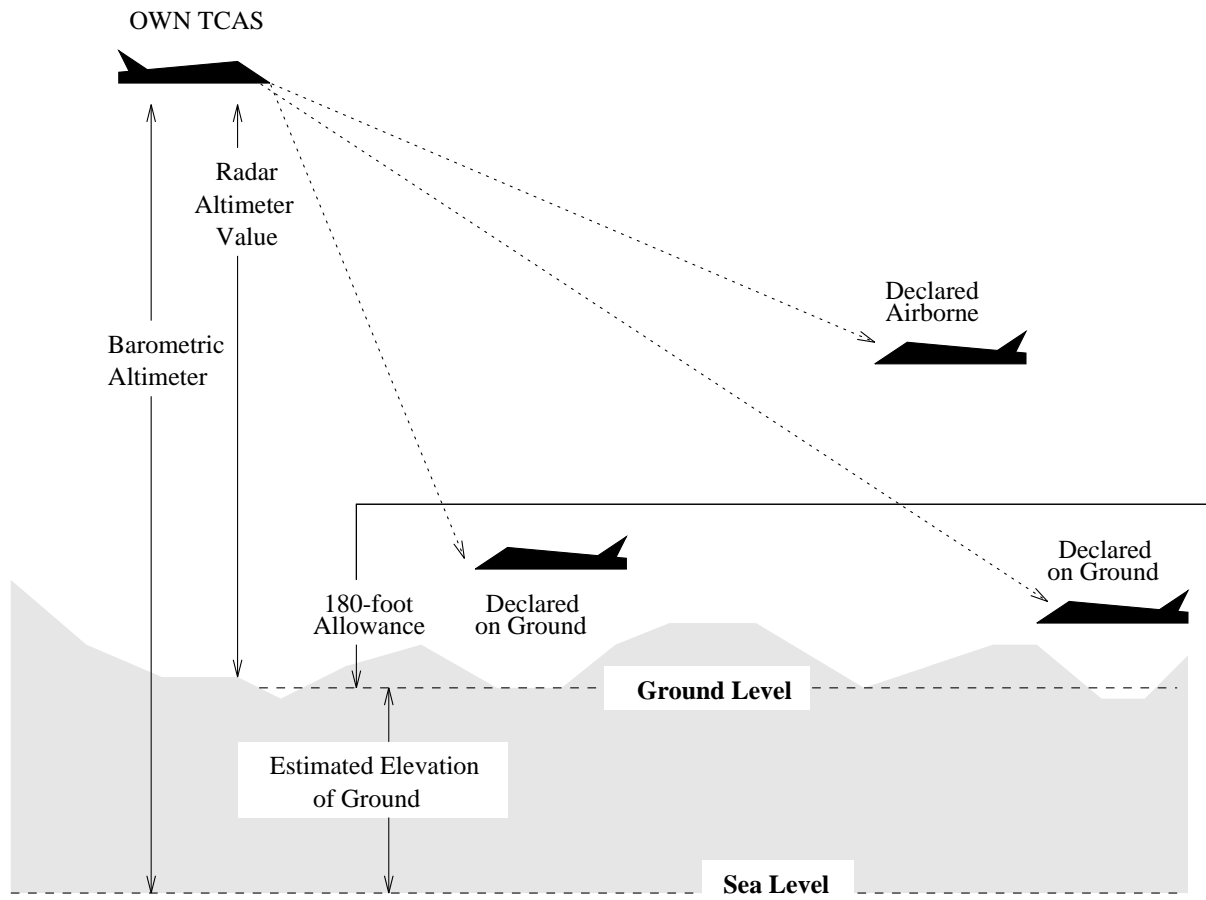 OWN TCAS
Radar
Altimeter
Value
Barometric
Altimeter
Declared
Airborne
180-foot
Allowance
Declared
on Ground
Declared
on Ground
Ground Level
Estimated Elevation
of Ground
Sea Level